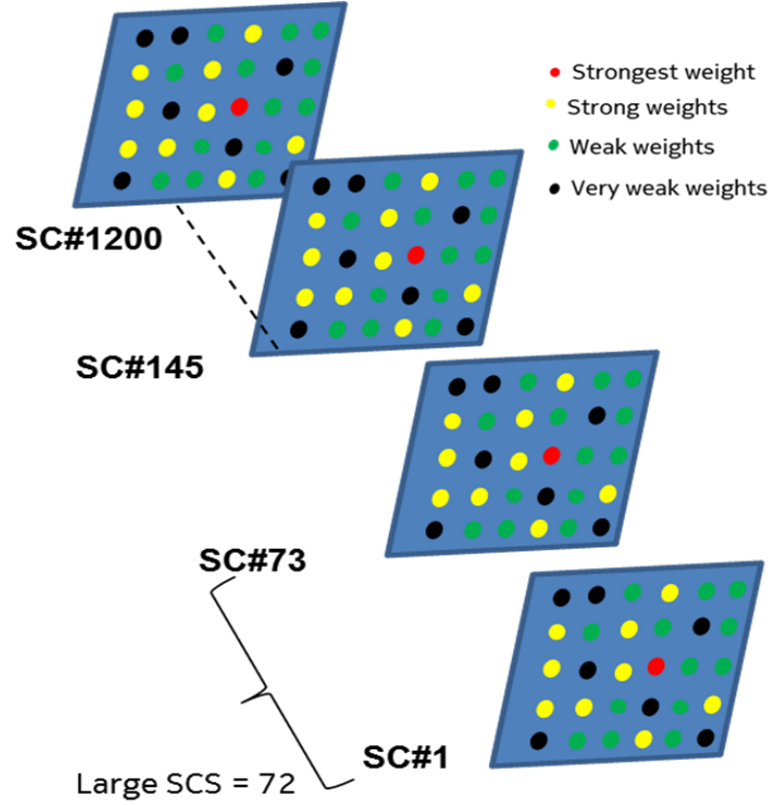 Strongest weight
Strong weights
Weak weights
Very weak weights
SC#1200
SC#145
SC#73
SC#1
Large SCS = 72